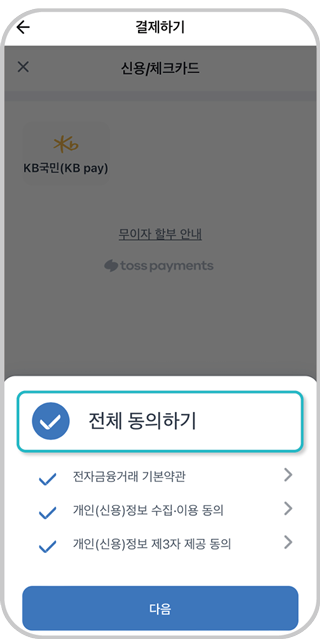 결제하기
신용/체크카드
KB국민(KB pay)
무이자 할부 안내
toss payments
전체 동의하기
전자금융거래 기본약관
개인(신용)정보 수집·이용 동의
개인(신용)정보 제3자 제공 동의
다음